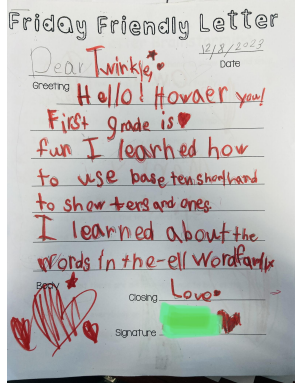 Friday Friendly Letter
12/8/2023
Dear Twinkle,
Date
Greeting
Hello! Howaer you!
First grade is
fun I learned how
to use base ten shorthand
to show tens and ones.
I learned about the
words in the -ell wordfamily
Body
Closing Love
Signature